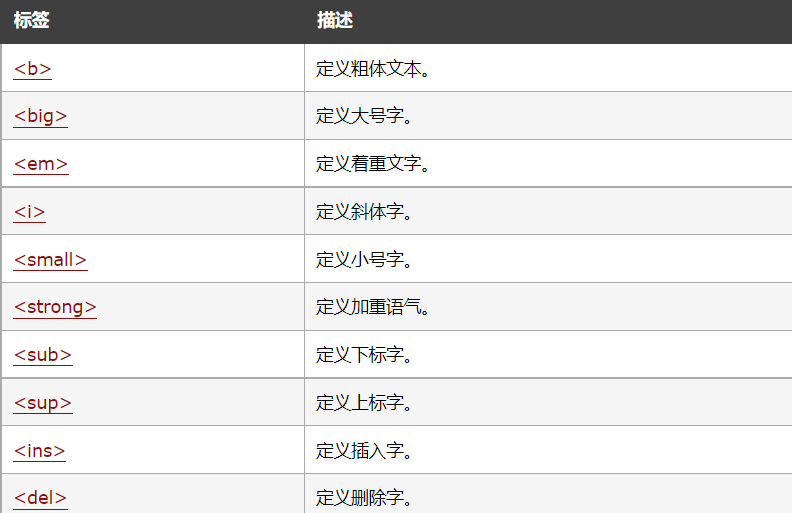 标签 描述
<b> 定义粗体文本。
<big> 定义大号字。
<em> 定义着重文字。
<i> 定义斜体字。
<small> 定义小号字。
<strong> 定义加重语气。
<sub> 定义下标字。
<sup> 定义上标字。
<ins> 定义插入字。
<del> 定义删除字。